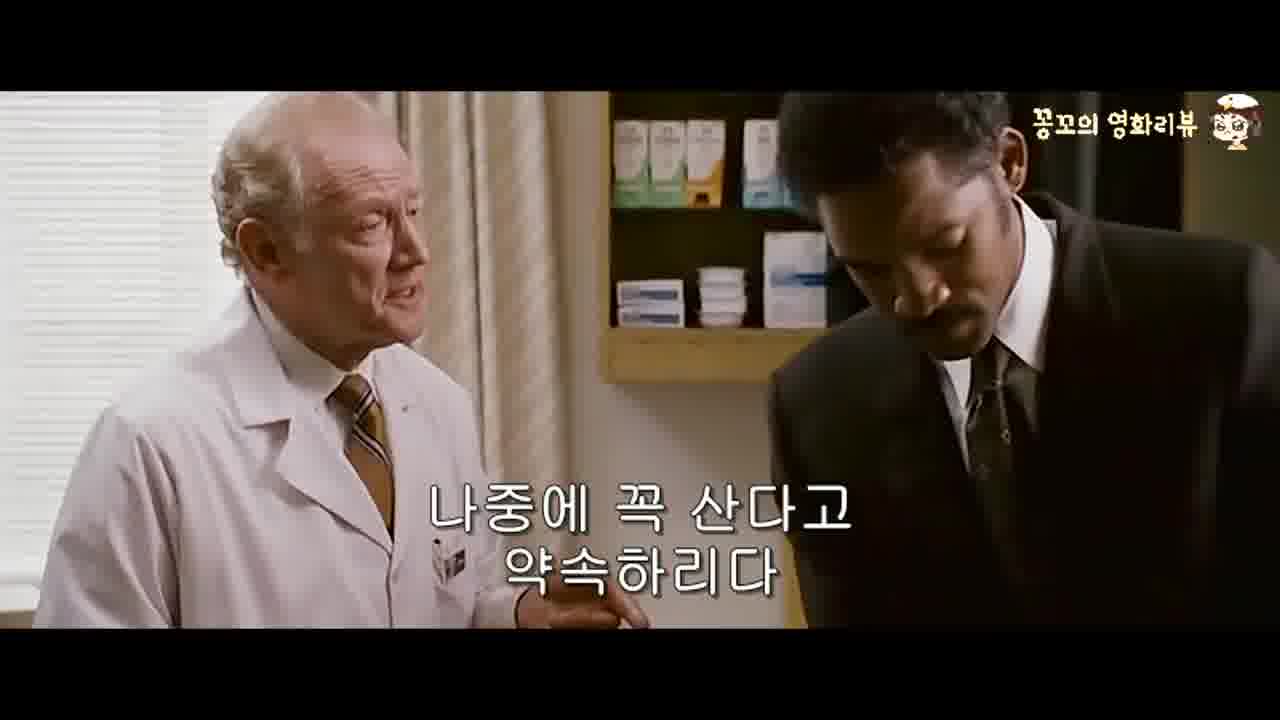 꽁꼬의 영화리뷰
나중에 꼭 산다고
약속하리다